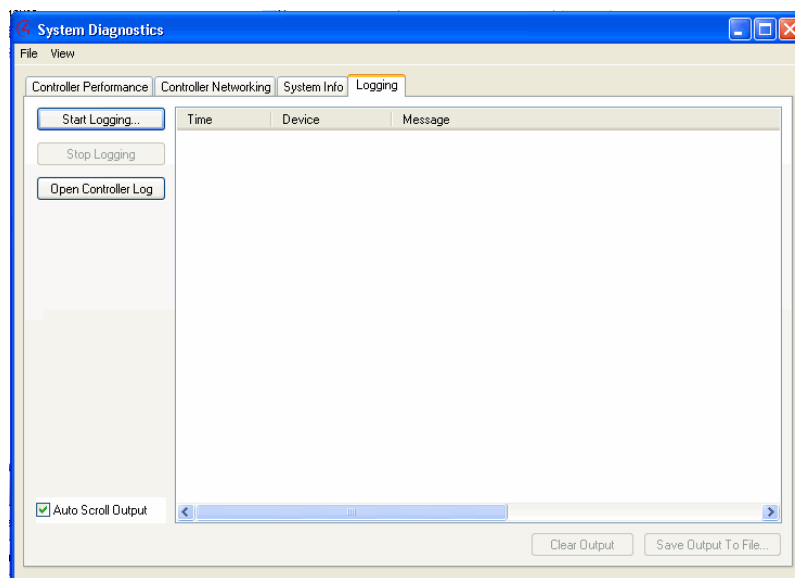 System Diagnostics
File View
Controller Performance Controller Networking System Info Logging
Start Logging... Time Device Message
Stop Logging
Open Controller Log
Auto Scroll Output
Clear Output Save Output To File...